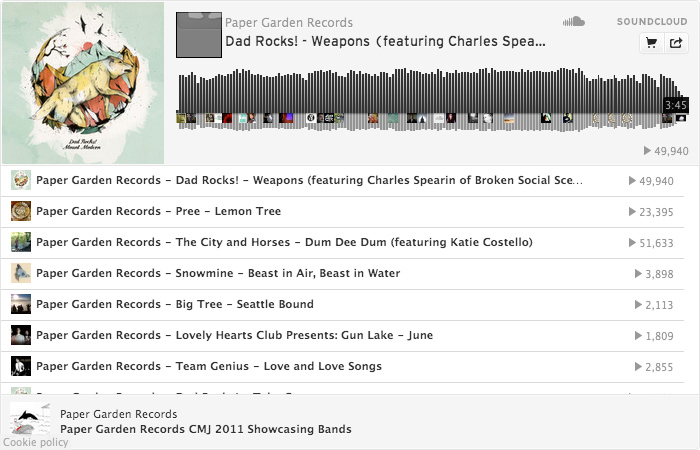 Paper Garden Records
SOUNDCLOUD
Dad Rocks! - Weapons (featuring Charles Spea...
Dad Rocks!
Mount Modern
3:45
49,940
Paper Garden Records - Dad Rocks! - Weapons (featuring Charles Spearin of Broken Social Sce... 49,940
Paper Garden Records - Pree - Lemon Tree 23,395
Paper Garden Records - The City and Horses - Dum Dee Dum (featuring Katie Costello) 51,633
Paper Garden Records - Snowmine - Beast in Air, Beast in Water 3,898
Paper Garden Records - Big Tree - Seattle Bound 2,113
Paper Garden Records - Lovely Hearts Club Presents: Gun Lake - June 1,809
Paper Garden Records - Team Genius - Love and Love Songs 2,855
Paper Garden Records
Paper Garden Records CMJ 2011 Showcasing Bands
Cookie policy